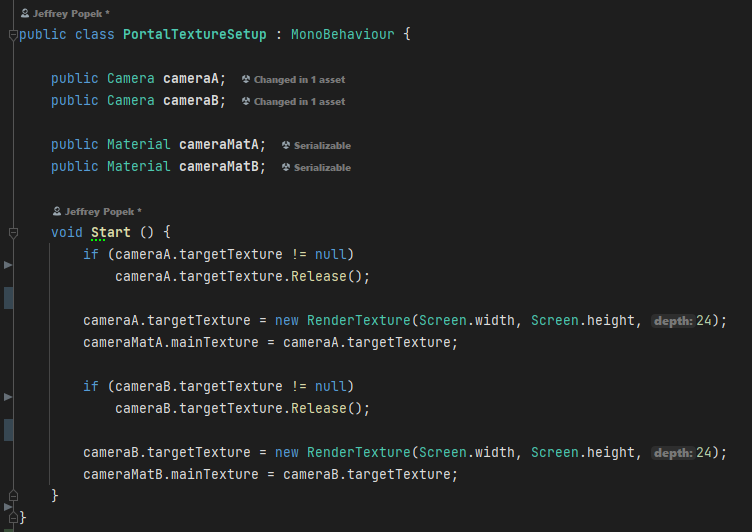 Jeffrey Popek *
public class PortalTextureSetup : MonoBehaviour {
public Camera cameraA; Changed in 1 asset
public Camera cameraB; Changed in 1 asset
public Material cameraMatA; Serializable
public Material cameraMatB; Serializable
Jeffrey Popek *
void Start () {
if (cameraA.targetTexture != null)
cameraA.targetTexture.Release();
cameraA.targetTexture = new RenderTexture(Screen.width, Screen.height, depth: 24);
cameraMatA.mainTexture = cameraA.targetTexture;
if (cameraB.targetTexture != null)
cameraB.targetTexture.Release();
cameraB.targetTexture = new RenderTexture(Screen.width, Screen.height, depth: 24);
cameraMatB.mainTexture = cameraB.targetTexture;
}
}